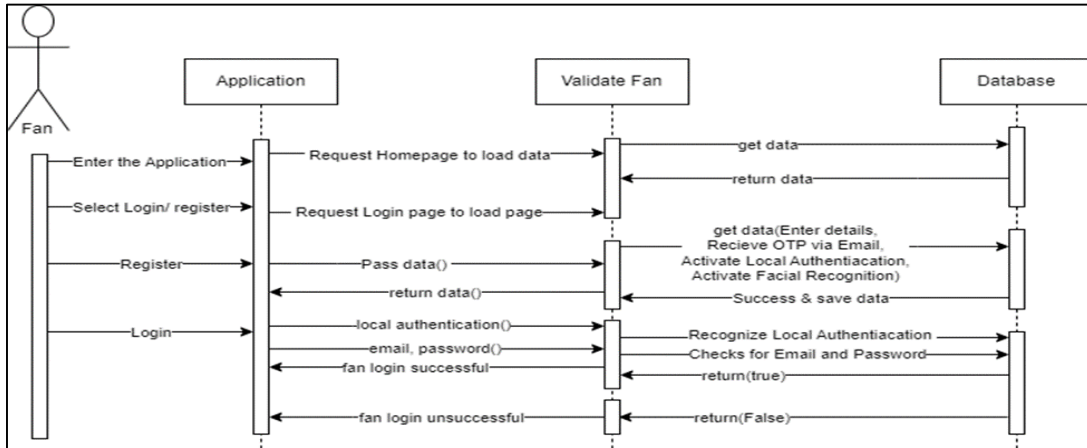 Application
Validate Fan
Database
Fan
Enter the Application
Request Homepage to load data
get data
return data
Select Login/ register
Request Login page to load page
get data(Enter details,
Recieve OTP via Email,
Activate Local Authentiacation,
Activate Facial Recognition)
Register
Pass data()
return data()
Success & save data
Login
local authentication()
Recognize Local Authentiacation
email, password()
Checks for Email and Password
fan login successful
return(true)
fan login unsuccessful
return(False)